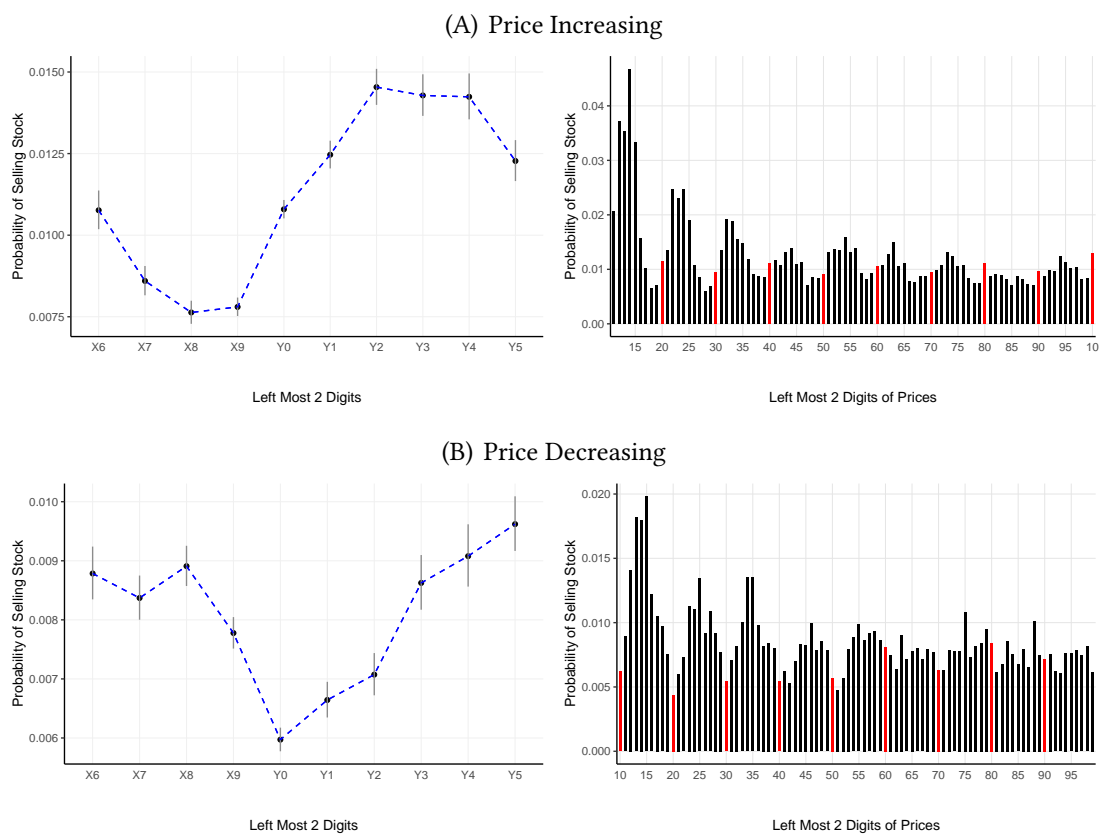 (A) Price Increasing
Probability of Selling Stock
0.0150
0.0125
0.0100
0.0075
X6 X7 X8 X9 Y0 Y1 Y2 Y3 Y4 Y5
Left Most 2 Digits
Probability of Selling Stock
0.04
0.03
0.02
0.01
0.00
15 20 25 30 35 40 45 50 55 60 65 70 75 80 85 90 95 10
Left Most 2 Digits of Prices
(B) Price Decreasing
Probability of Selling Stock
0.010
0.009
0.008
0.007
0.006
X6 X7 X8 X9 Y0 Y1 Y2 Y3 Y4 Y5
Left Most 2 Digits
Probability of Selling Stock
0.020
0.015
0.010
0.005
0.000
10 15 20 25 30 35 40 45 50 55 60 65 70 75 80 85 90 95
Left Most 2 Digits of Prices